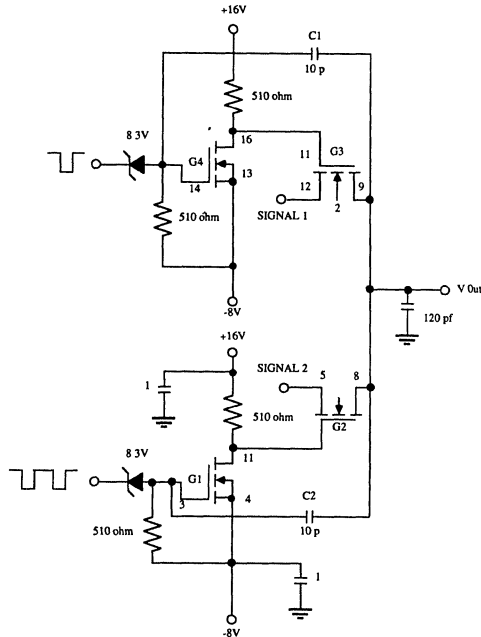 +16V
C1
10 p
510 ohm
8 3V
16
G4
14
13
11
G3
12
9
2
SIGNAL 1
510 ohm
-8V
V Out
120 pf
+16V
SIGNAL 2
5
8
1
510 ohm
G2
8 3V
11
G1
3
4
C2
10 p
510 ohm
1
-8V